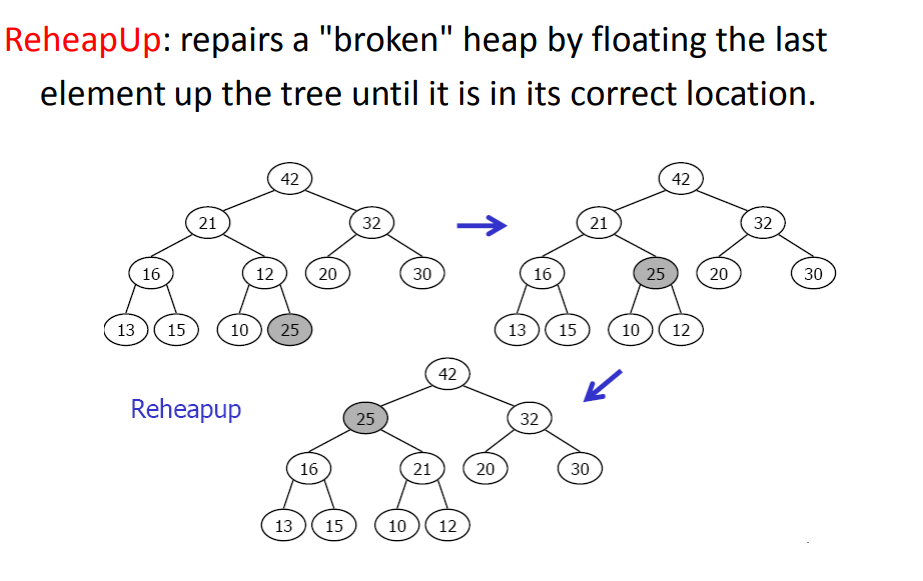 ReheapUp: repairs a "broken" heap by floating the last
element up the tree until it is in its correct location.
42
21 32
16 12 20 30
13 15 10 25
42
21 32
16 25 20 30
13 15 10 12
Reheapup
42
25 32
16 21 20 30
13 15 10 12